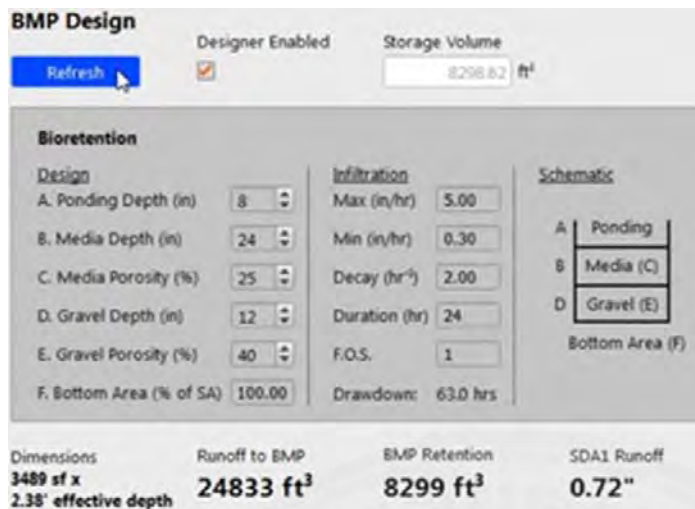 BMP Design
Designer Enabled
Storage Volume
Refresh
8298.62 ft³
Bioretention
Design
A. Ponding Depth (in) 8
B. Media Depth (in) 24
C. Media Porosity (%) 25
D. Gravel Depth (in) 12
E. Gravel Porosity (%) 40
F. Bottom Area (% of SA) 100.00
Infiltration
Max (in/hr) 5.00
Min (in/hr) 0.30
Decay (hr⁻¹) 2.00
Duration (hr) 24
F.O.S. 1
Drawdown: 63.0 hrs
Schematic
A Ponding
B Media (C)
D Gravel (E)
Bottom Area (F)
Dimensions
3489 sf x
2.38' effective depth
Runoff to BMP
24833 ft³
BMP Retention
8299 ft³
SDA1 Runoff
0.72"